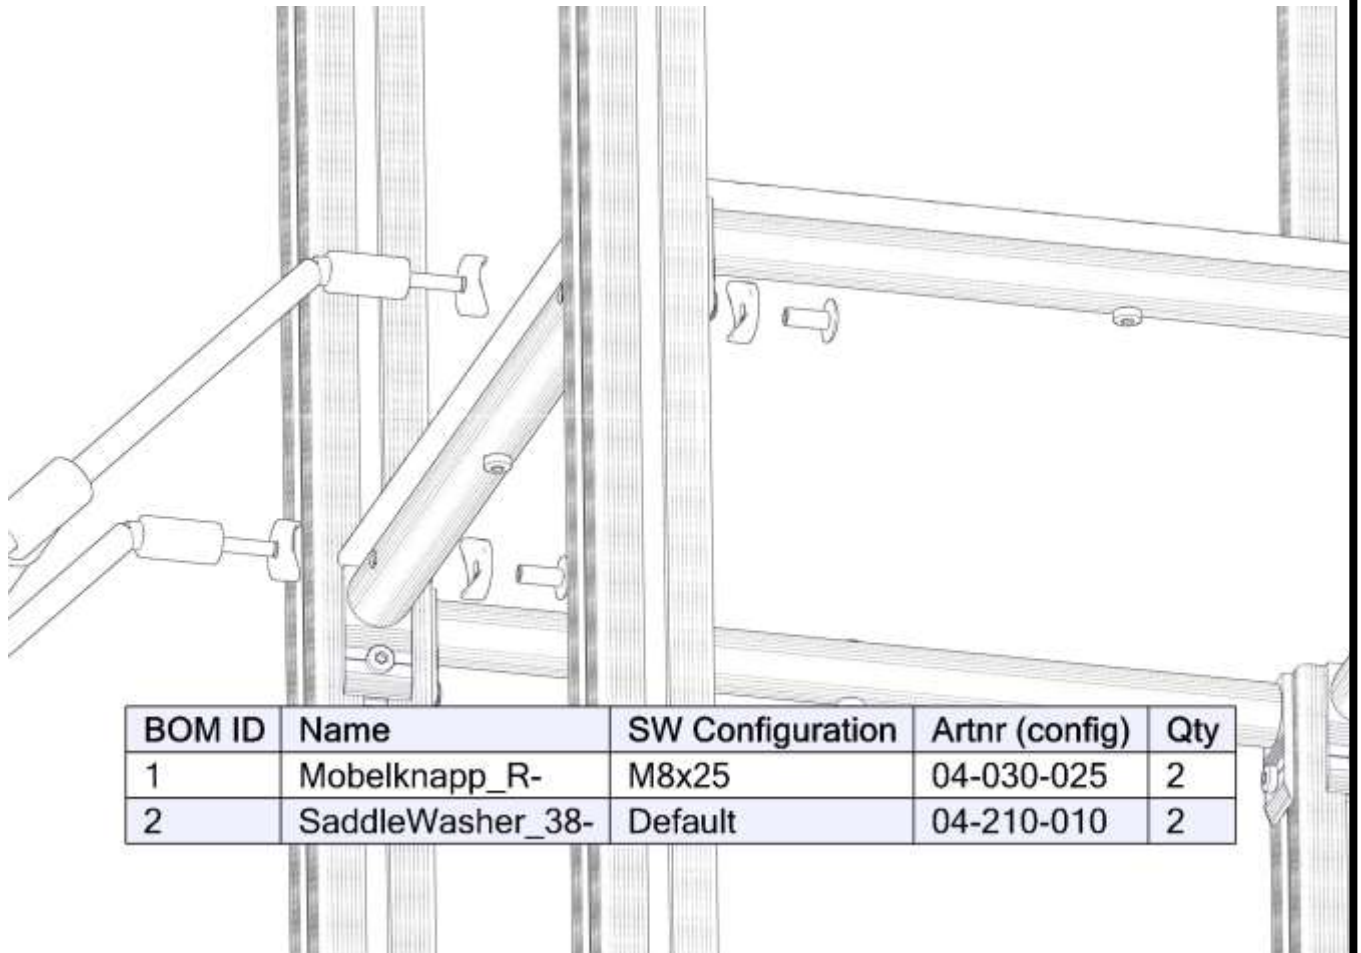 BOM ID Name SW Configuration Artnr (config) Qty
1 Mobelknapp_R- M8x25 04-030-025 2
2 SaddleWasher_38- Default 04-210-010 2